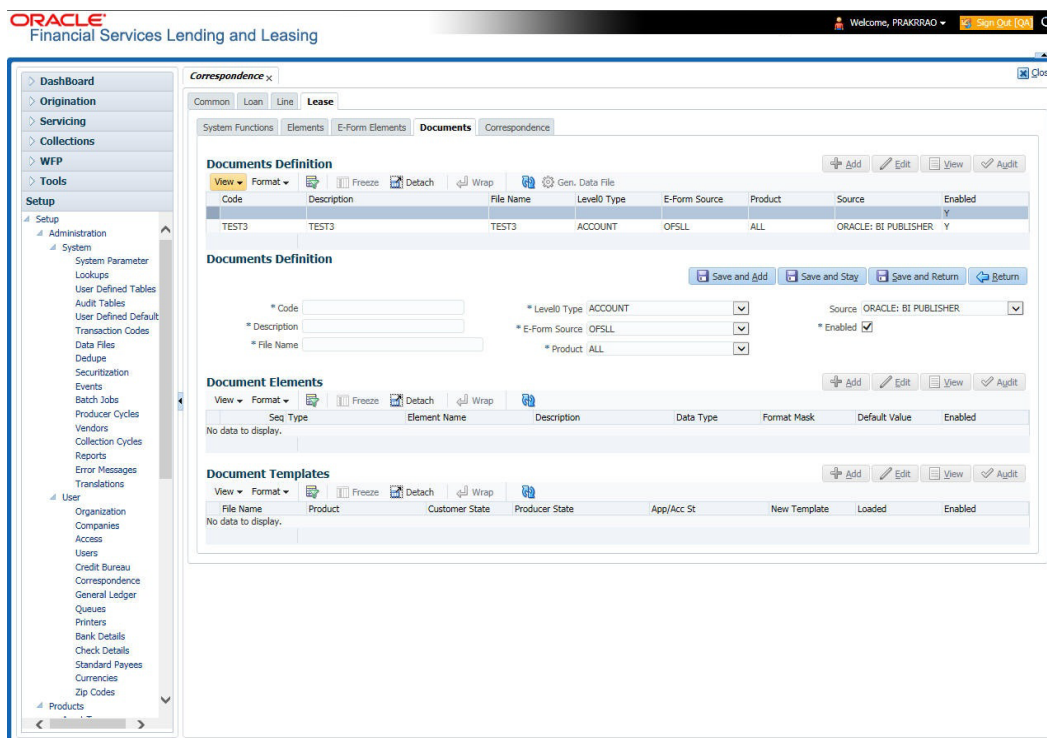 ORACLE
Financial Services Lending and Leasing
Welcome, PRAKRRAO
Sign Out [QA]
DashBoard
Origination
Servicing
Collections
WFP
Tools
Setup
Setup
Administration
System
System Parameter
Lookups
User Defined Tables
Audit Tables
User Defined Default
Transaction Codes
Data Files
Dedupe
Securitization
Events
Batch Jobs
Producer Cycles
Vendors
Collection Cycles
Reports
Error Messages
Translations
User
Organization
Companies
Access
Users
Credit Bureau
Correspondence
General Ledger
Queues
Printers
Bank Details
Check Details
Standard Payees
Currencies
Zip Codes
Products
Correspondence x
Clos
Common Loan Line Lease
System Functions Elements E-Form Elements Documents Correspondence
Documents Definition
Add Edit View Audit
View Format Freeze Detach Wrap Gen. Data File
Code Description File Name Level0 Type E-Form Source Product Source Enabled
Y
TEST3 TEST3 TEST3 ACCOUNT OFSLL ALL ORACLE: BI PUBLISHER Y
Documents Definition
Save and Add Save and Stay Save and Return Return
* Code * Level0 Type ACCOUNT Source ORACLE: BI PUBLISHER
* Description * E-Form Source OFSLL * Enabled
* File Name * Product ALL
Document Elements
Add Edit View Audit
View Format Freeze Detach Wrap
Seq Type Element Name Description Data Type Format Mask Default Value Enabled
No data to display.
Document Templates
Add Edit View Audit
View Format Freeze Detach Wrap
File Name Product Customer State Producer State App/Acc St New Template Loaded Enabled
No data to display.